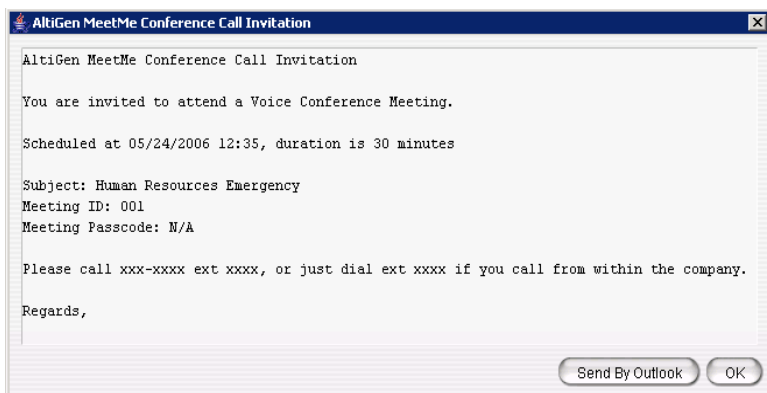 AltiGen MeetMe Conference Call Invitation
AltiGen MeetMe Conference Call Invitation
You are invited to attend a Voice Conference Meeting.
Scheduled at 05/24/2006 12:35, duration is 30 minutes
Subject: Human Resources Emergency
Meeting ID: 001
Meeting Passcode: N/A
Please call xxx-xxxx ext xxxx, or just dial ext xxxx if you call from within the company.
Regards,
Send By Outlook
OK